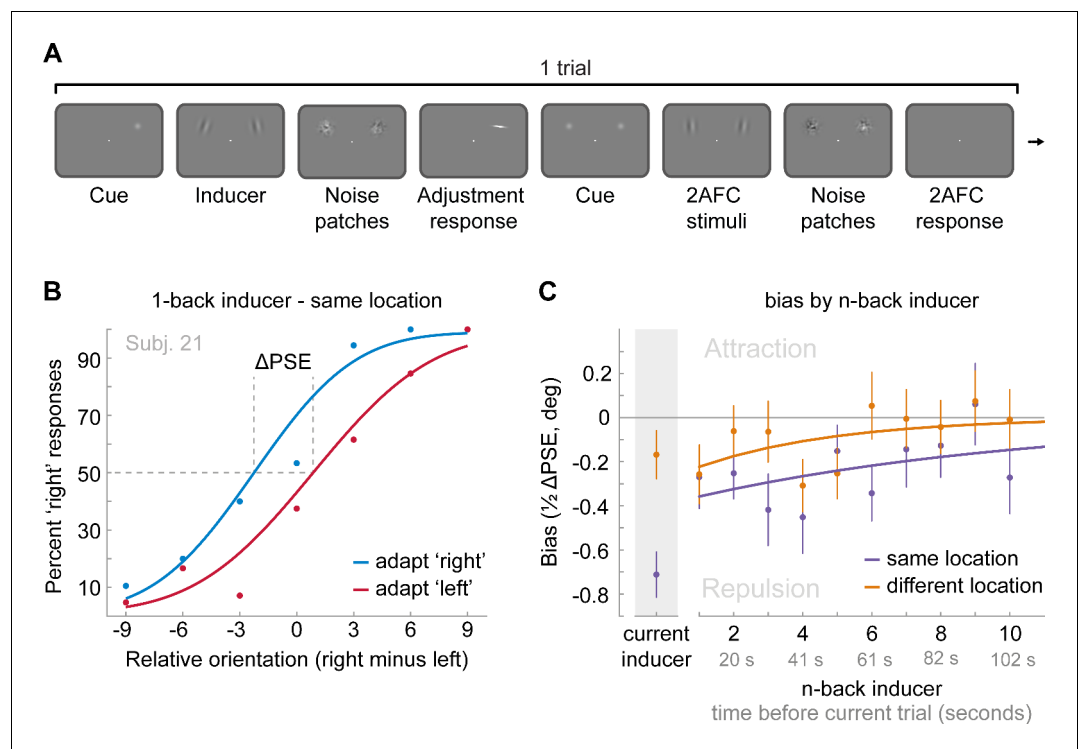 A
1 trial
Cue
Inducer
Noise
patches
Adjustment
response
Cue
2AFC
stimuli
Noise
patches
2AFC
response
B
1-back inducer - same location
Percent ‘right’ responses
90
70
50
30
10
Subj. 21
ΔPSE
adapt ‘right’
adapt ‘left’
-9 -6 -3 0 3 6 9
Relative orientation (right minus left)
C
bias by n-back inducer
Bias (½ ΔPSE, deg)
0.2
0
-0.2
-0.4
-0.6
-0.8
Attraction
Repulsion
same location
different location
current
inducer
2 4 6 8 10
20 s 41 s 61 s 82 s 102 s
n-back inducer
time before current trial (seconds)